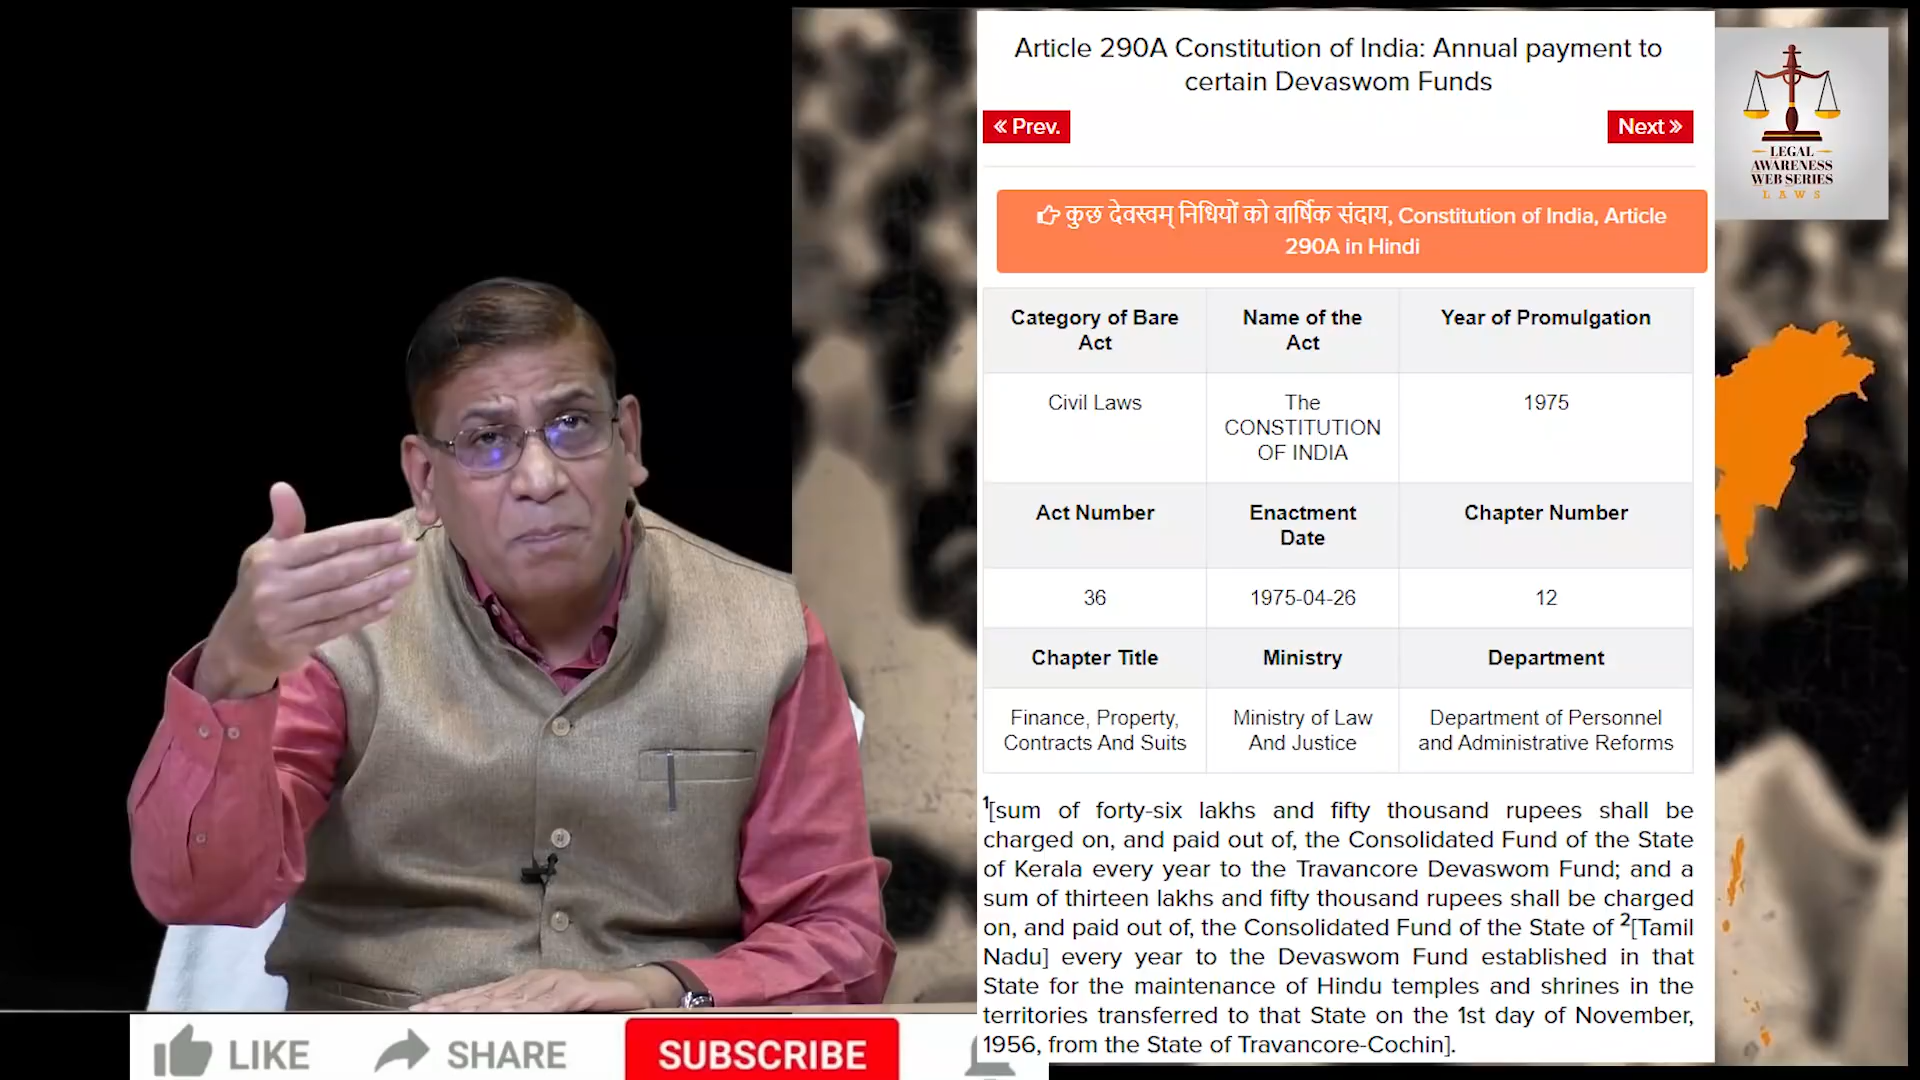 Article 290A Constitution of India: Annual payment to
certain Devaswom Funds
« Prev.
Next »
कुछ देवस्वम् निधियों को वार्षिक संदाय, Constitution of India, Article
290A in Hindi
Category of Bare
Act
Name of the
Act
Year of Promulgation
Civil Laws
The
CONSTITUTION
OF INDIA
1975
Act Number
Enactment
Date
Chapter Number
36
1975-04-26
12
Chapter Title
Ministry
Department
Finance, Property,
Contracts And Suits
Ministry of Law
And Justice
Department of Personnel
and Administrative Reforms
1[sum of forty-six lakhs and fifty thousand rupees shall be
charged on, and paid out of, the Consolidated Fund of the State
of Kerala every year to the Travancore Devaswom Fund; and a
sum of thirteen lakhs and fifty thousand rupees shall be charged
on, and paid out of, the Consolidated Fund of the State of 2[Tamil
Nadu] every year to the Devaswom Fund established in that
State for the maintenance of Hindu temples and shrines in the
territories transferred to that State on the 1st day of November,
1956, from the State of Travancore-Cochin].
LEGAL
AWARENESS
WEB SERIES
LAWS
LIKE
SHARE
SUBSCRIBE